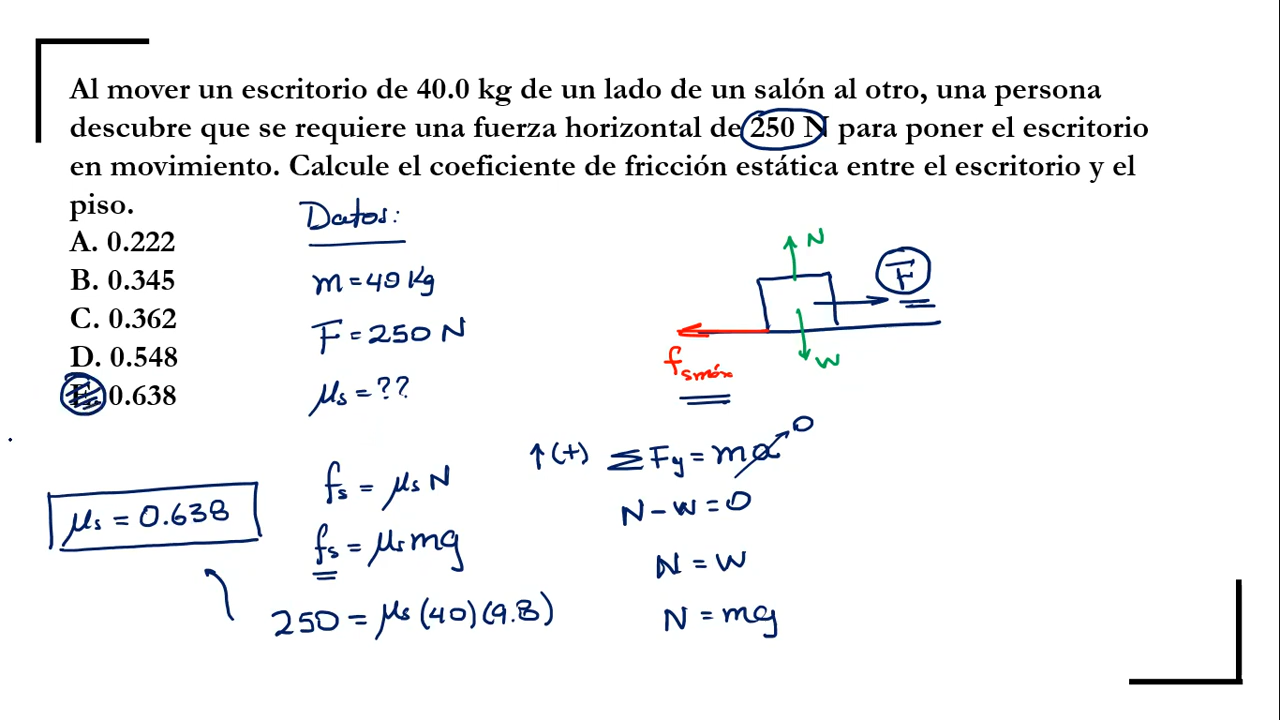 Al mover un escritorio de 40.0 kg de un lado de un salón al otro, una persona
descubre que se requiere una fuerza horizontal de 250 N para poner el escritorio
en movimiento. Calcule el coeficiente de fricción estática entre el escritorio y el
piso.
A. 0.222
B. 0.345
C. 0.362
D. 0.548
E. 0.638
Datos:
m = 40 Kg
F = 250 N
μs = ??
fs = μs N
fs = μs mg
250 = μs (40) (9.8)
μs = 0.638
N
F
fsmáx
W
↑(+) ΣFy = ma 0
N - W = 0
N = W
N = mg